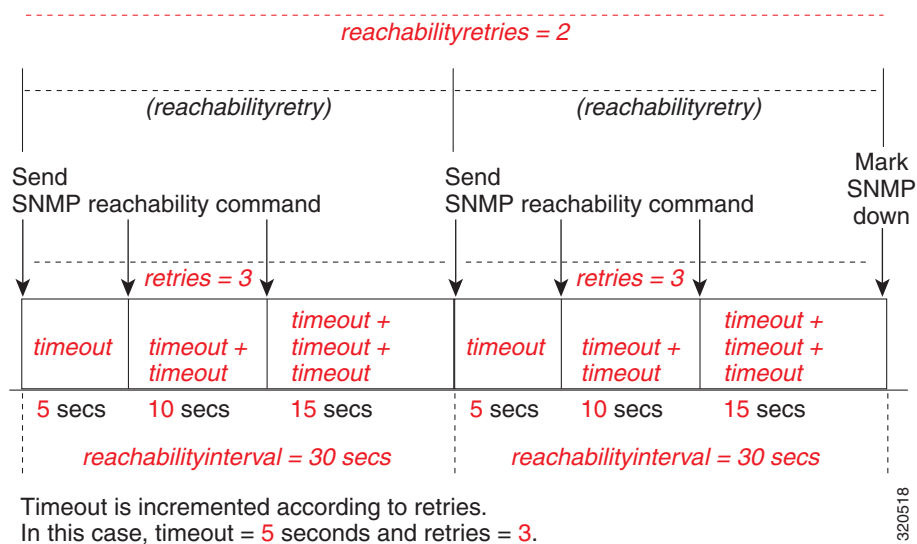 reachabilityretries = 2
(reachabilityretry) (reachabilityretry)
Send
SNMP reachability command
Send
SNMP reachability command
Mark
SNMP
down
retries = 3 retries = 3
timeout
timeout +
timeout
timeout +
timeout +
timeout
timeout
timeout +
timeout
timeout +
timeout +
timeout
5 secs 10 secs 15 secs 5 secs 10 secs 15 secs
reachabilityinterval = 30 secs reachabilityinterval = 30 secs
Timeout is incremented according to retries.
In this case, timeout = 5 seconds and retries = 3.
320518